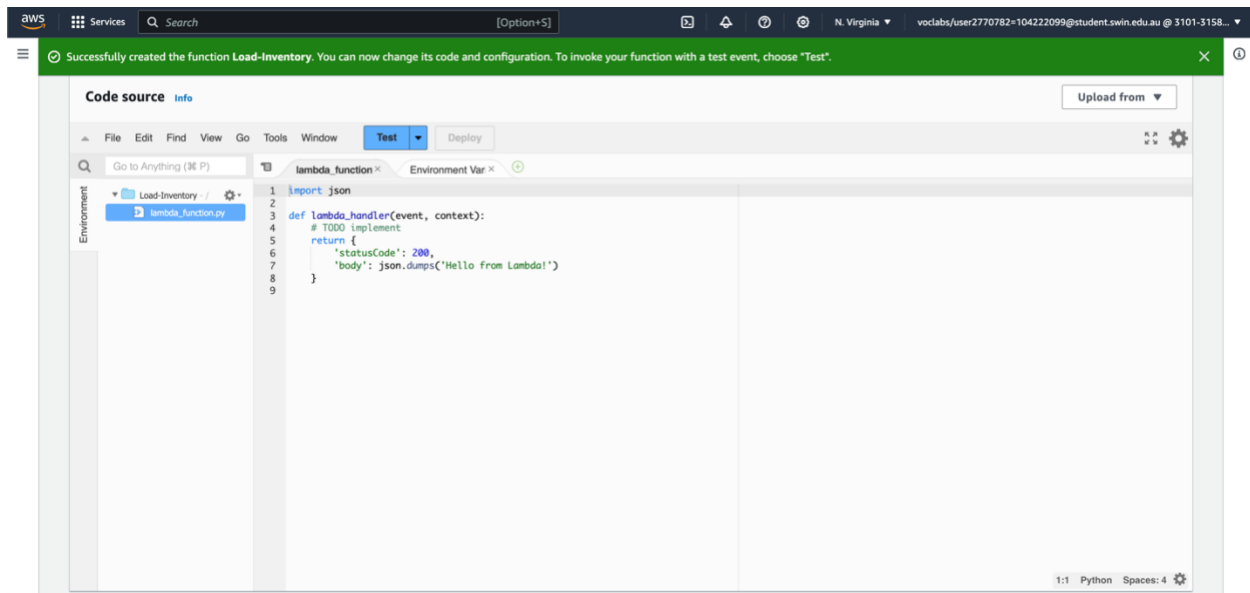 aws Services Search [Option+S] N. Virginia voclabs/user2770782=104222099@student.swin.edu.au @ 3101-3158...
Successfully created the function Load-Inventory. You can now change its code and configuration. To invoke your function with a test event, choose "Test".
Code source Info Upload from
File Edit Find View Go Tools Window Test Deploy
Go to Anything (⌘ P) lambda_function × Environment Var ×
Environment
Load-Inventory - /
lambda_function.py
1 import json
2
3 def lambda_handler(event, context):
4 # TODO implement
5 return {
6 'statusCode': 200,
7 'body': json.dumps('Hello from Lambda!')
8 }
9
1:1 Python Spaces: 4